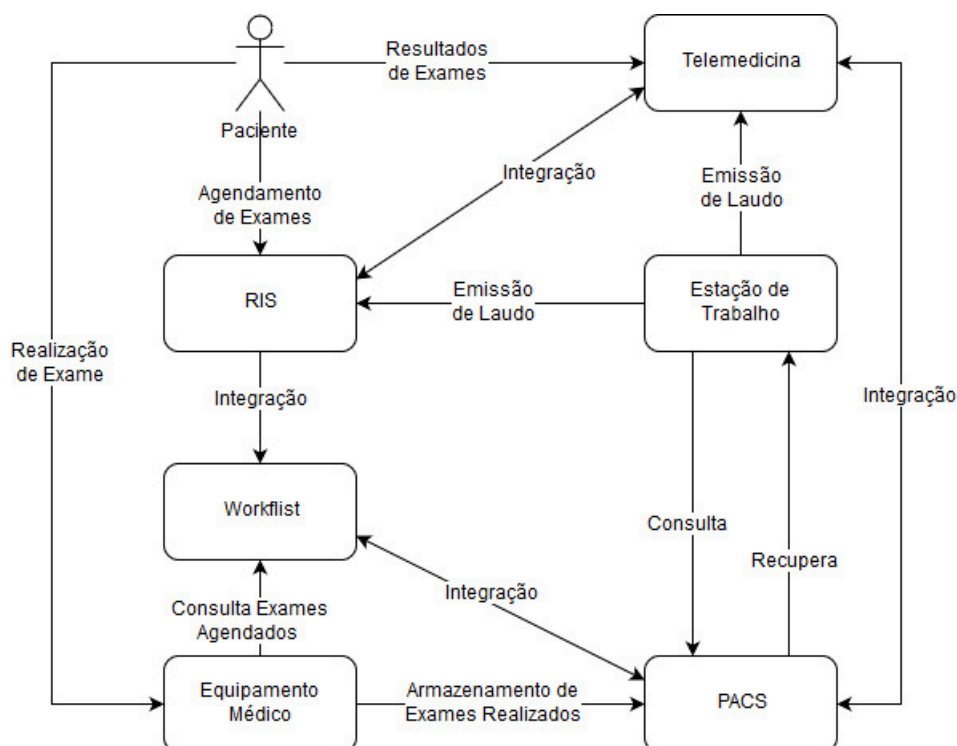 Resultados
de Exames
Telemedicina
Paciente
Integração
Emissão
de Laudo
Agendamento
de Exames
RIS
Emissão
de Laudo
Estação de
Trabalho
Realização
de Exame
Integração
Integração
Workflist
Consulta
Recupera
Consulta Exames
Agendados
Integração
Equipamento
Médico
Armazenamento de
Exames Realizados
PACS